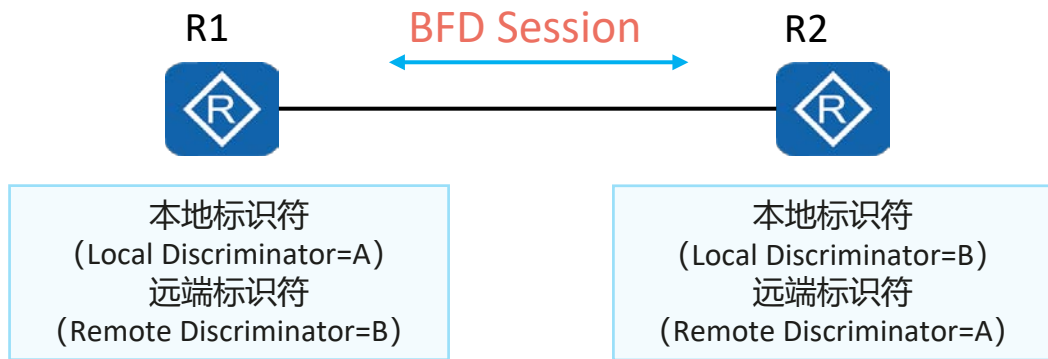 R1
BFD Session
R2
R
R
本地标识符
(Local Discriminator=A)
远端标识符
(Remote Discriminator=B)
本地标识符
(Local Discriminator=B)
远端标识符
(Remote Discriminator=A)